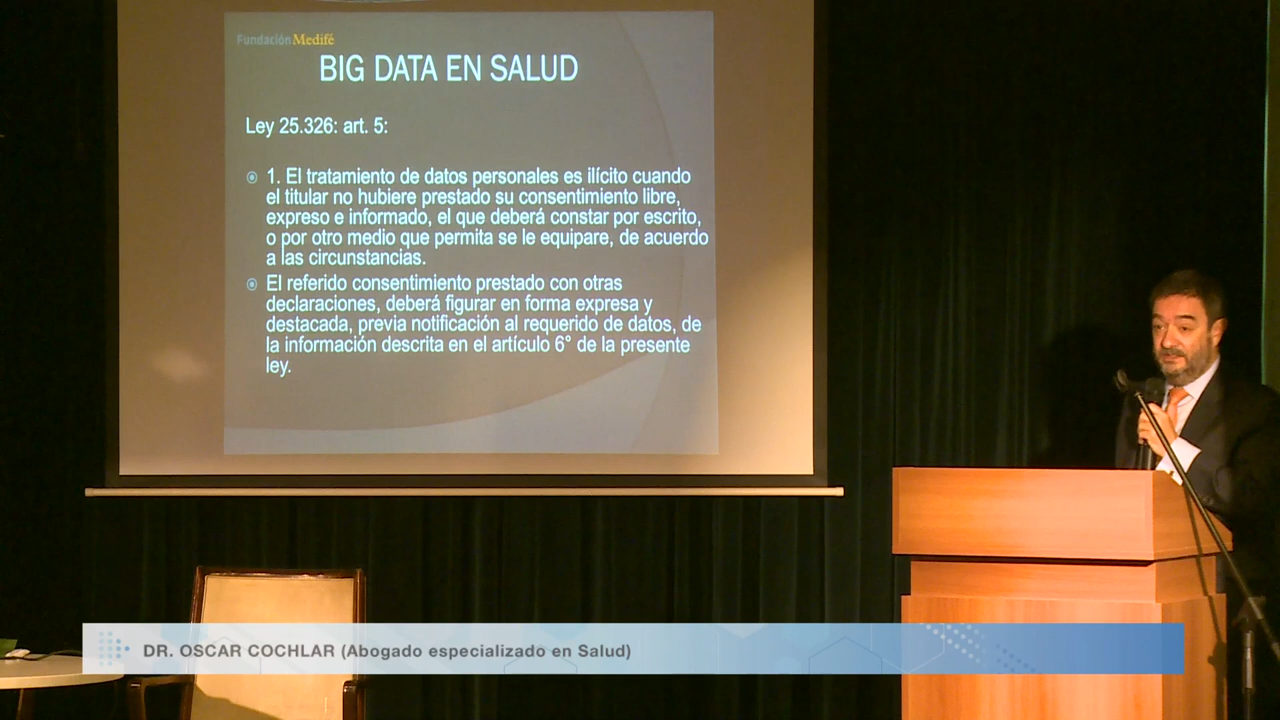 Fundación Medifé
BIG DATA EN SALUD
Ley 25.326: art. 5:
1. El tratamiento de datos personales es ilícito cuando
el titular no hubiere prestado su consentimiento libre,
expreso e informado, el que deberá constar por escrito,
o por otro medio que permita se le equipare, de acuerdo
a las circunstancias.
El referido consentimiento prestado con otras
declaraciones, deberá figurar en forma expresa y
destacada, previa notificación al requerido de datos, de
la información descrita en el artículo 6° de la presente
ley.
DR. OSCAR COCHLAR (Abogado especializado en Salud)